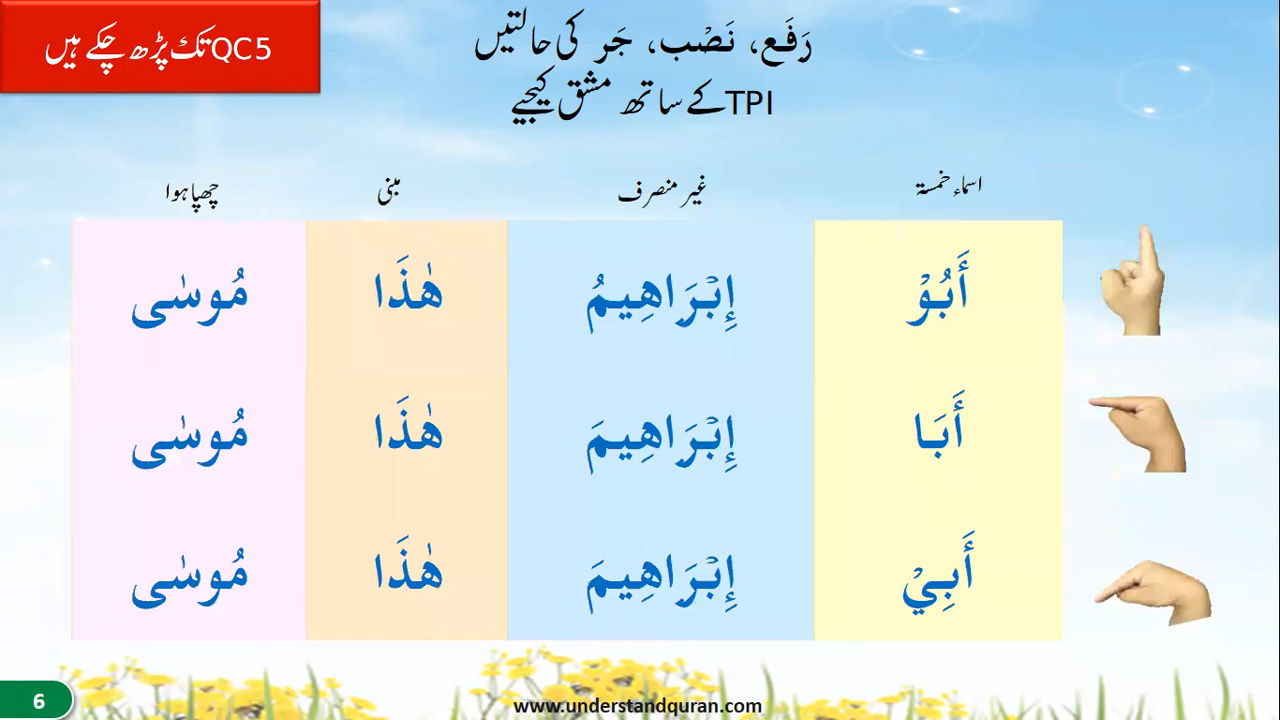 QC5 تک پڑھ چکے ہیں
رَفَع، نَصْب، جَر کی حالتیں
TPI کے ساتھ مشق کیجیے
اسماء خمسة غیر منصرف مبنی چھپا ہوا
أَبُوْ إِبْرَاهِيمُ هٰذَا مُوسٰى
أَبَا إِبْرَاهِيمَ هٰذَا مُوسٰى
أَبِيْ إِبْرَاهِيمَ هٰذَا مُوسٰى
6
www.understandquran.com